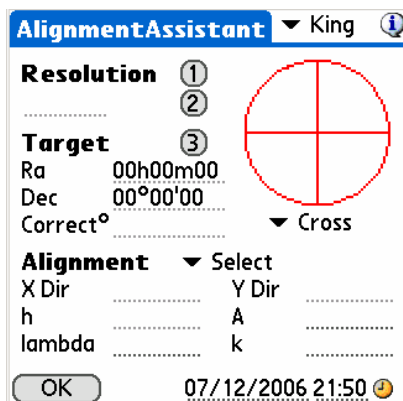 AlignmentAssistant King
Resolution 1
2
Target 3
Ra 00h00m00
Dec 00°00'00
Correct°
Cross
Alignment Select
X Dir Y Dir
h A
lambda k
OK 07/12/2006 21:50